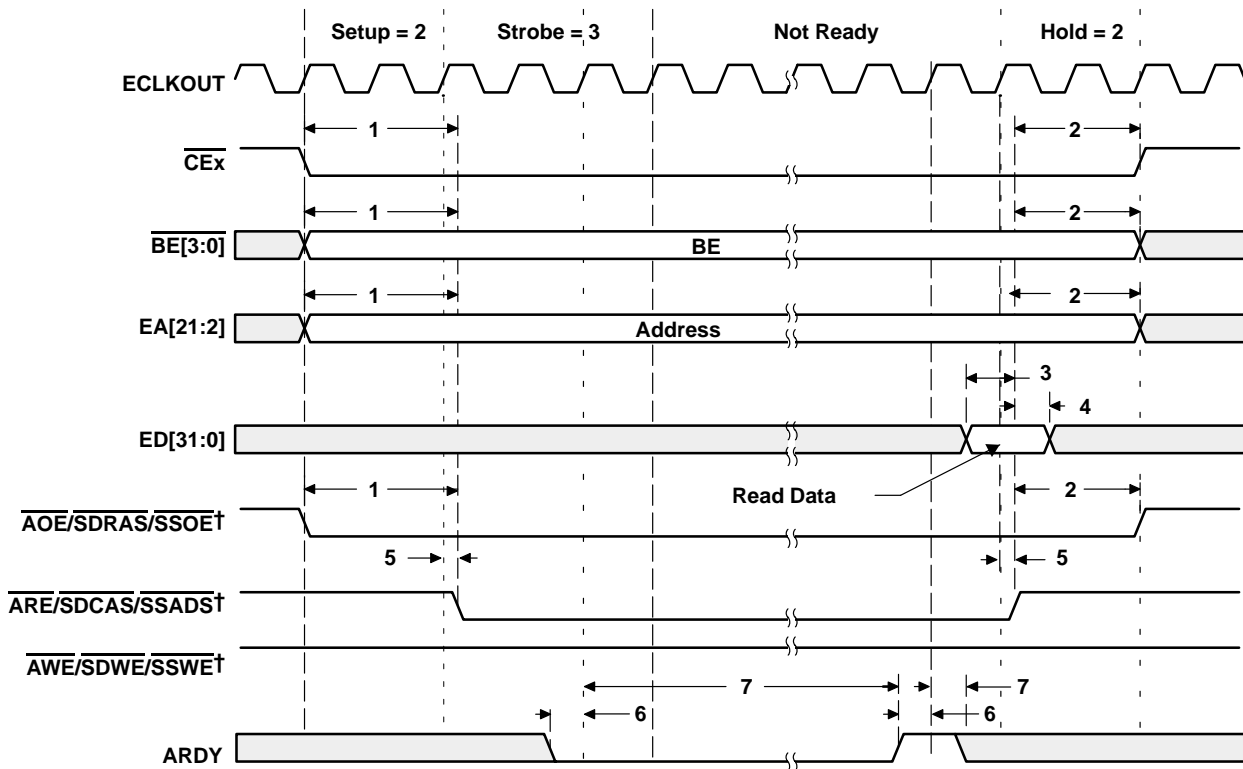 Setup = 2 Strobe = 3 Not Ready Hold = 2
ECLKOUT
1 2
CEx
1 2
BE[3:0] BE
1 2
EA[21:2] Address
3
4
ED[31:0]
Read Data
1 2
AOE/SDRAS/SSOE†
5 5
ARE/SDCAS/SSADS†
AWE/SDWE/SSWE†
7 7
6 6
ARDY